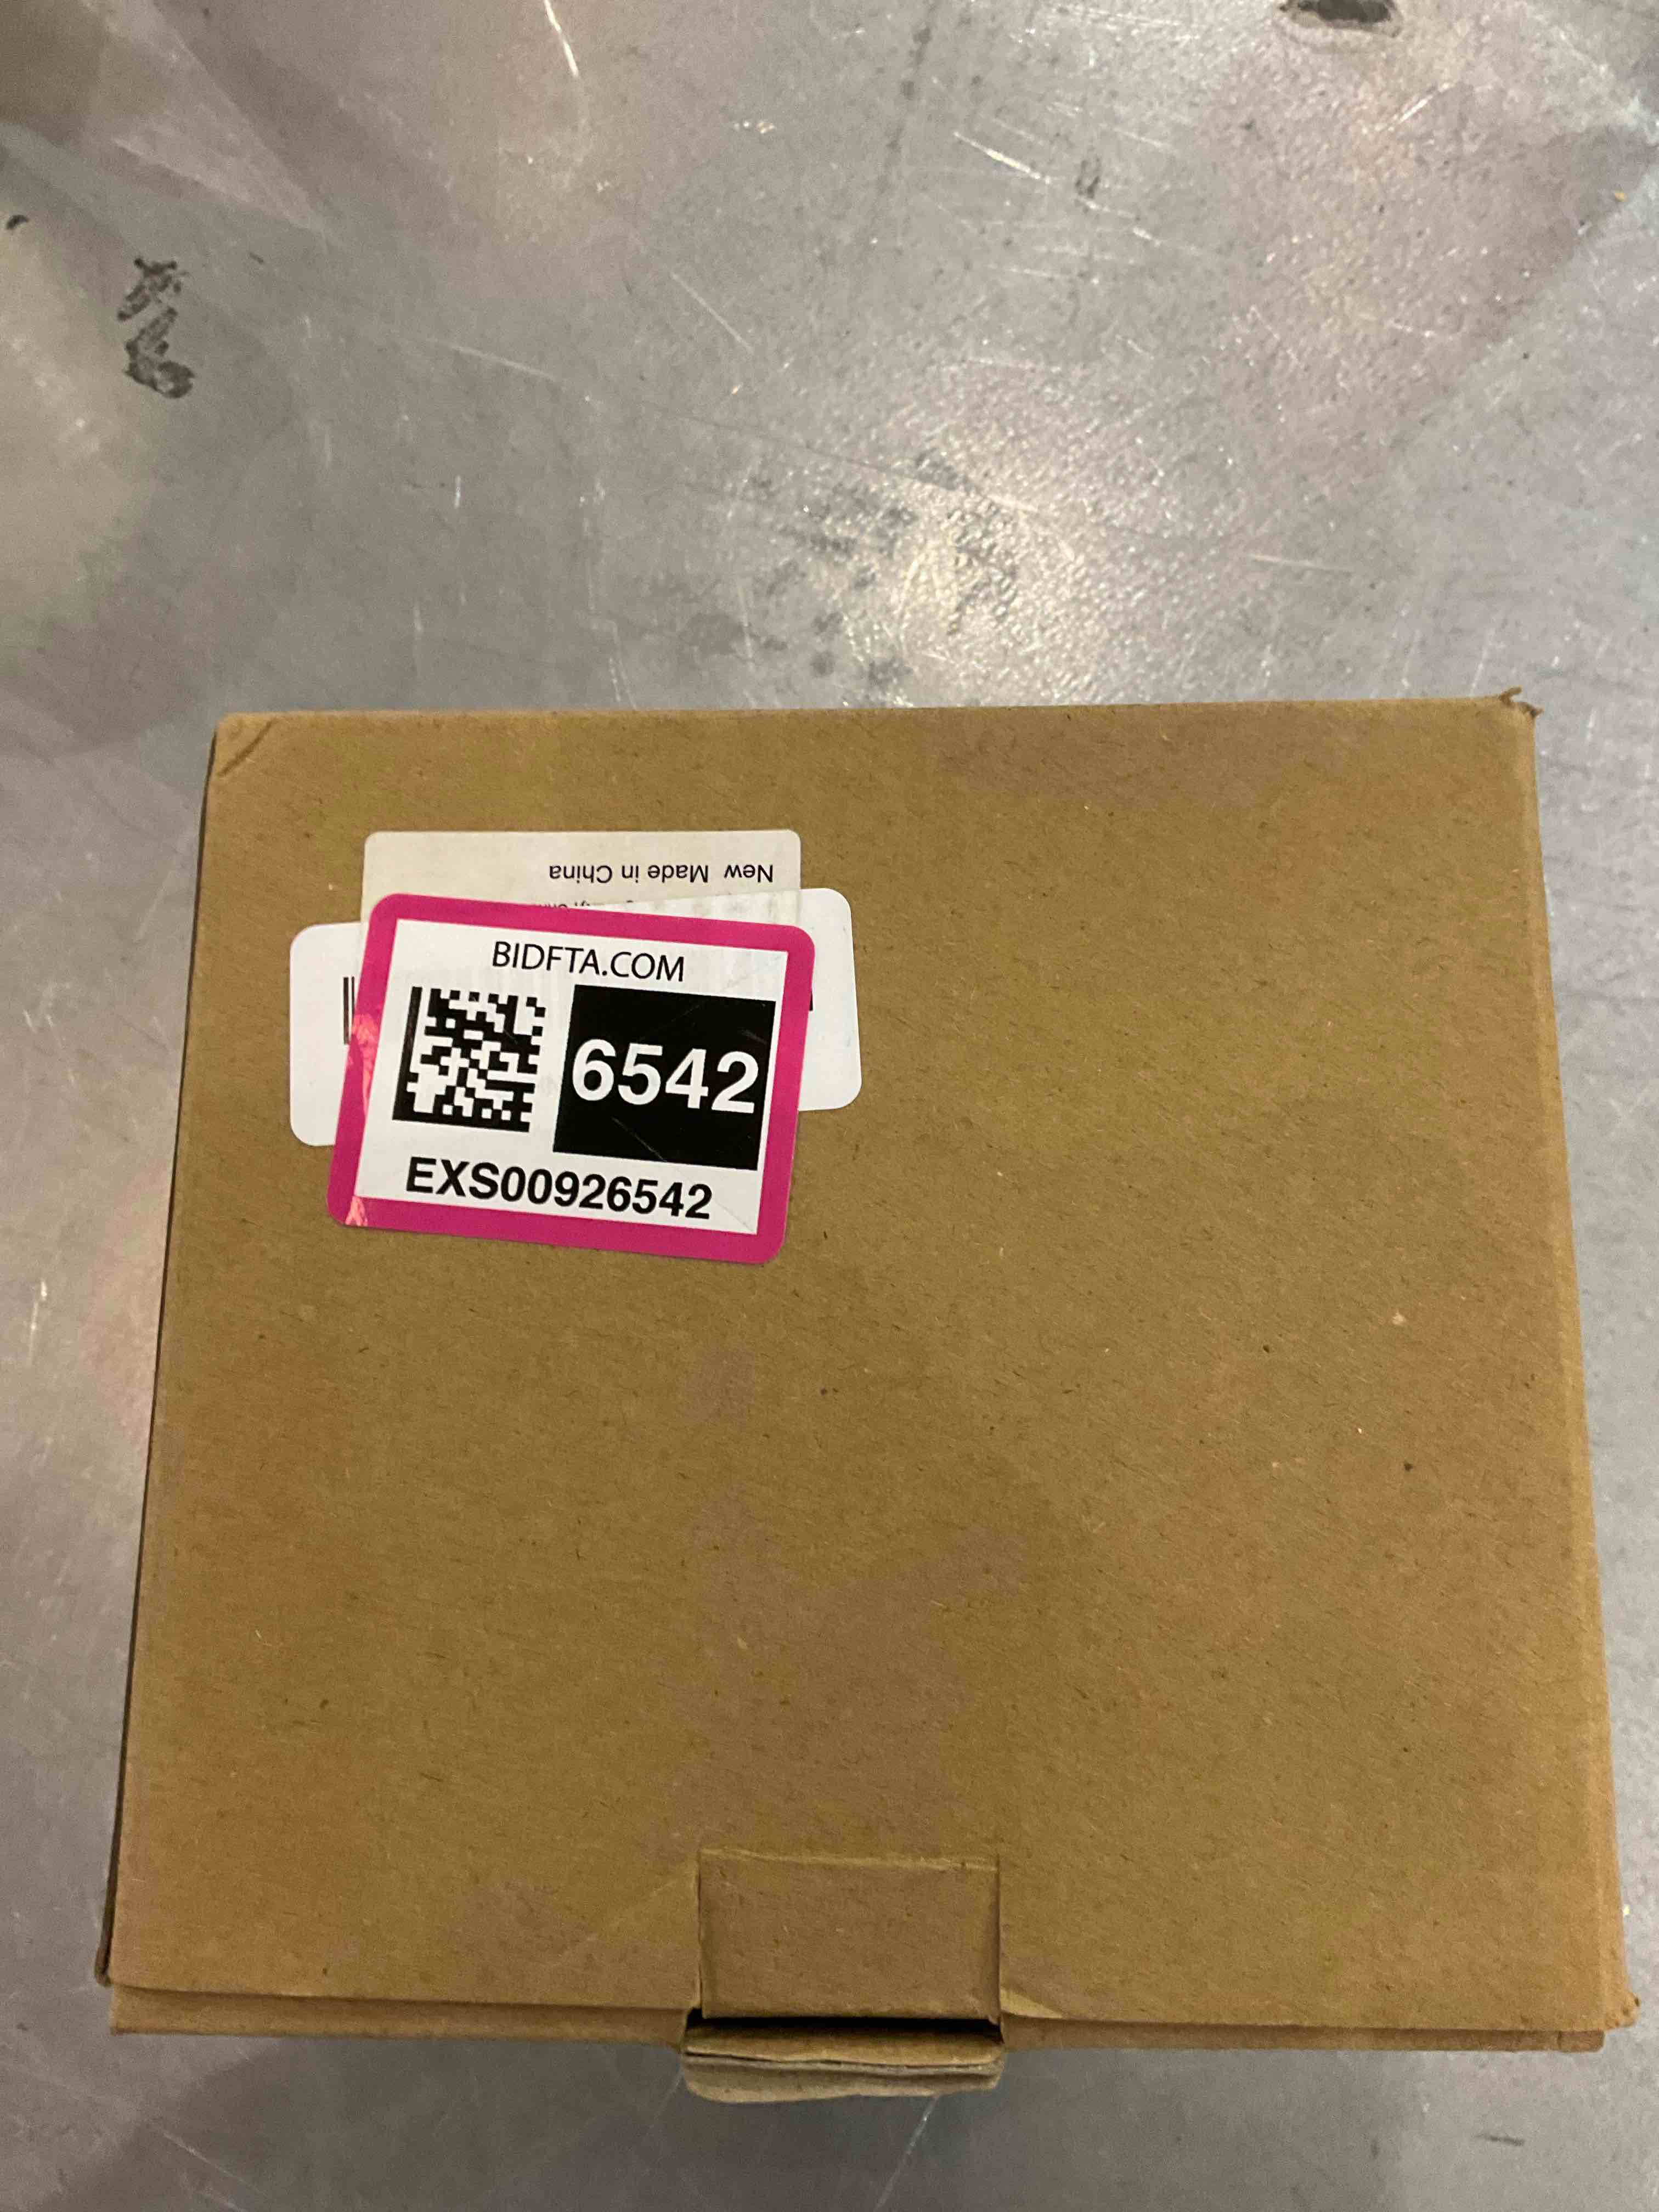 New Made in China
BIDFTA.COM
6542
EXS00926542